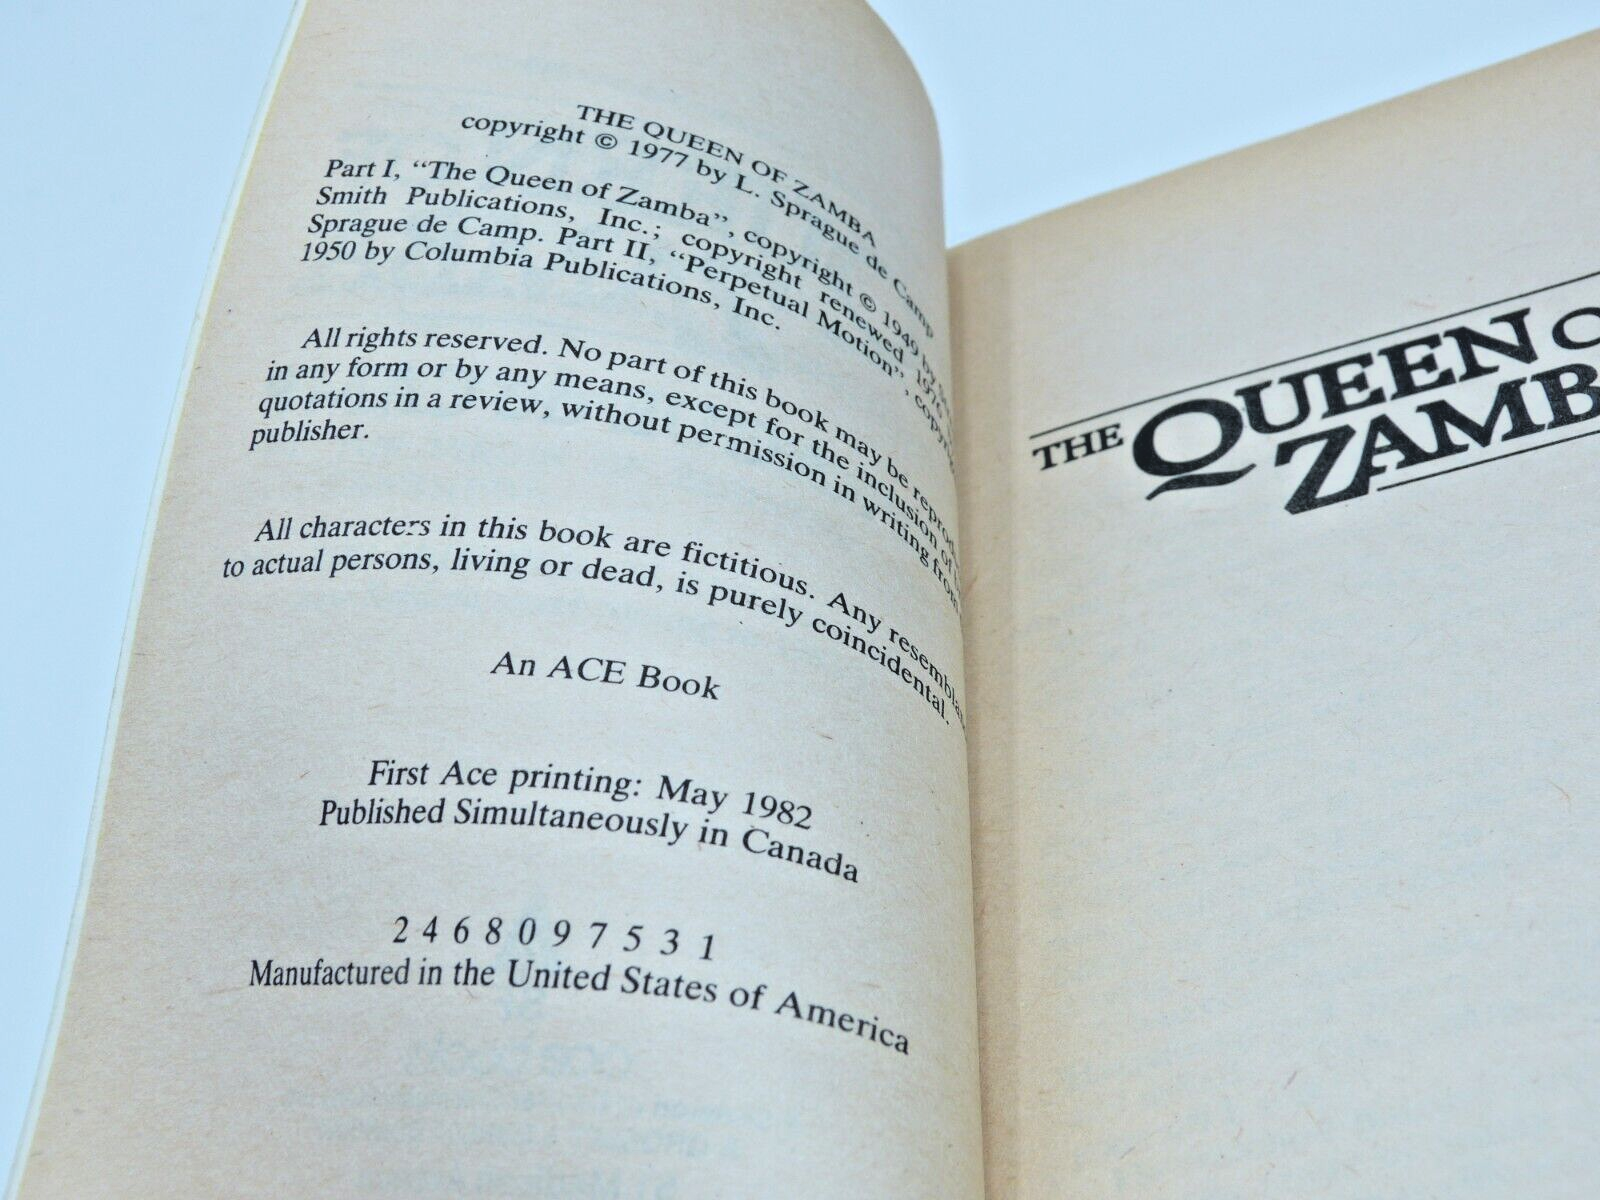 THE QUEEN OF ZAMBA
copyright © 1977 by L. Sprague de Camp
Part I, “The Queen of Zamba”, copyright © 1949 by
Smith Publications, Inc.; copyright renewed
Sprague de Camp. Part II, “Perpetual Motion”,
1950 by Columbia Publications, Inc.
All rights reserved. No part of this book may be
in any form or by any means, except for the inclusion of
quotations in a review, without permission in writing from
publisher.
All characters in this book are fictitious. Any
to actual persons, living or dead, is purely coincidental.
An ACE Book
First Ace printing: May 1982
Published Simultaneously in Canada
2 4 6 8 0 9 7 5 3 1
Manufactured in the United States of America
THE QUEEN
ZAMB